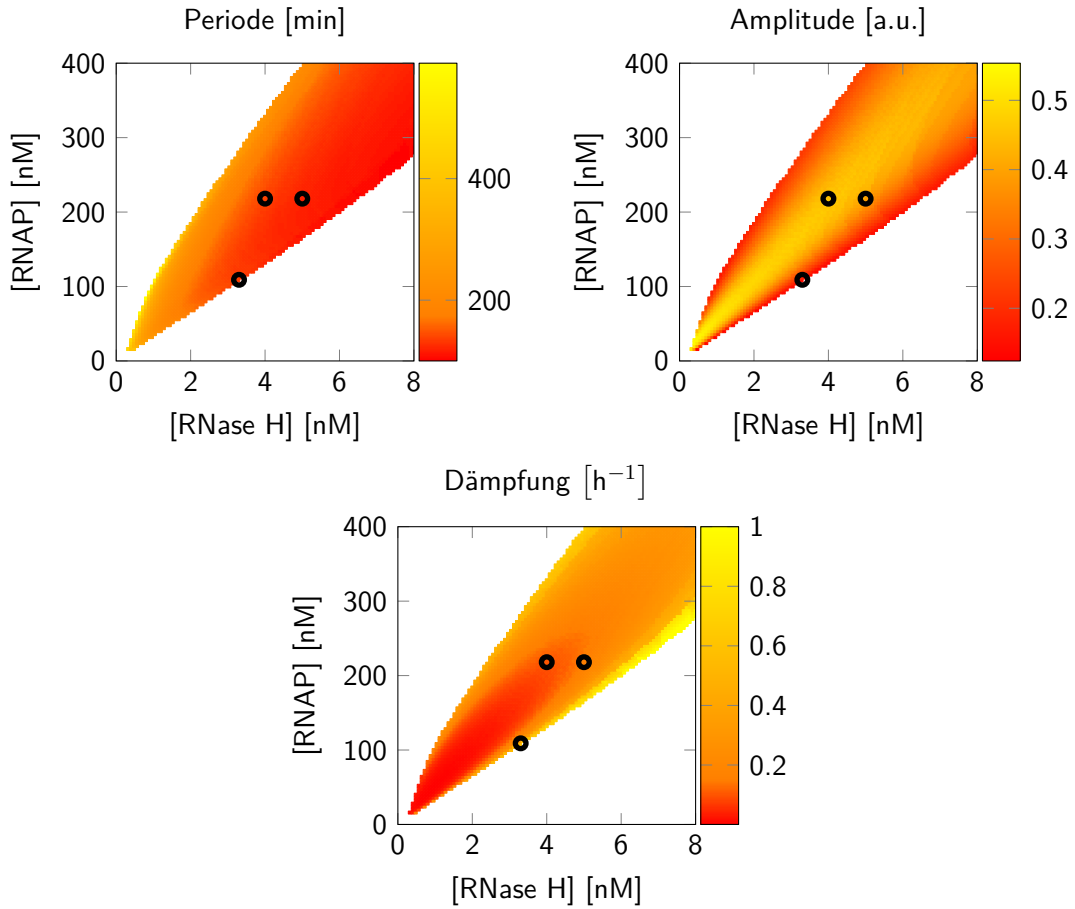 Periode [min]
400
300
200
100
0
[RNAP] [nM]
0 2 4 6 8
[RNase H] [nM]
400
200
Amplitude [a.u.]
400
300
200
100
0
[RNAP] [nM]
0 2 4 6 8
[RNase H] [nM]
0.5
0.4
0.3
0.2
Dämpfung [h⁻¹]
400
300
200
100
0
[RNAP] [nM]
0 2 4 6 8
[RNase H] [nM]
1
0.8
0.6
0.4
0.2